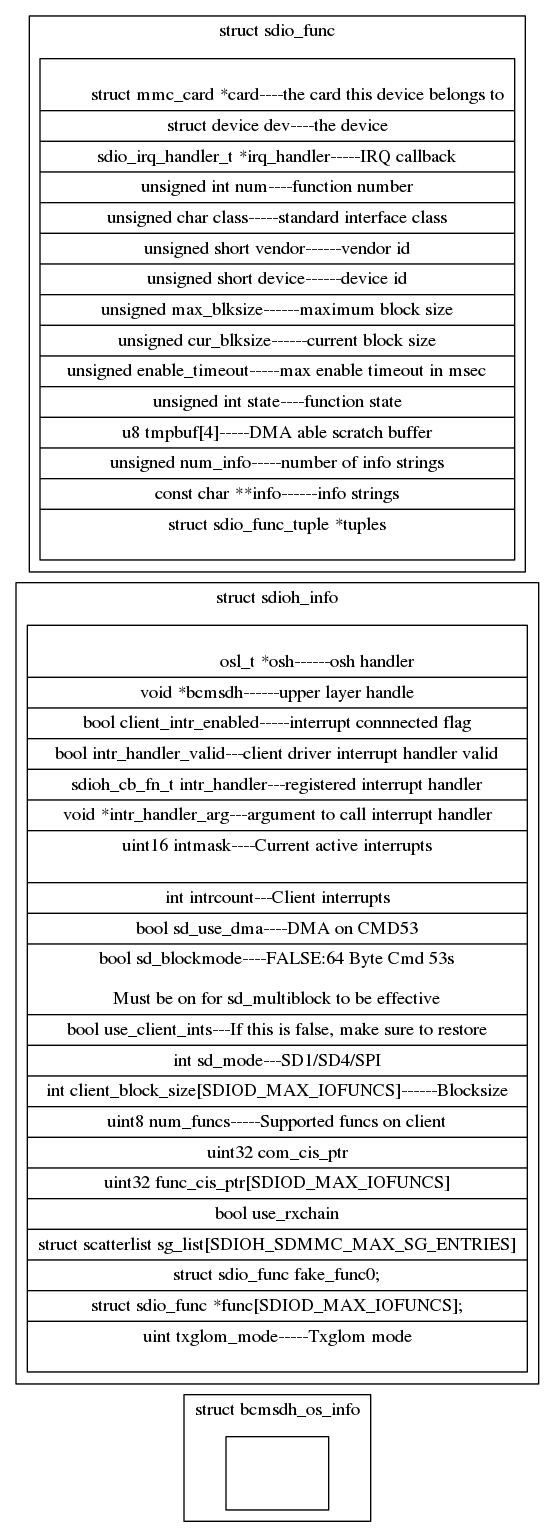 struct sdio_func
struct mmc_card *card----the card this device belongs to
struct device dev----the device
sdio_irq_handler_t *irq_handler-----IRQ callback
unsigned int num----function number
unsigned char class-----standard interface class
unsigned short vendor------vendor id
unsigned short device------device id
unsigned max_blksize------maximum block size
unsigned cur_blksize------current block size
unsigned enable_timeout-----max enable timeout in msec
unsigned int state----function state
u8 tmpbuf[4]-----DMA able scratch buffer
unsigned num_info-----number of info strings
const char **info------info strings
struct sdio_func_tuple *tuples
struct sdioh_info
osl_t *osh------osh handler
void *bcmsdh------upper layer handle
bool client_intr_enabled-----interrupt connnected flag
bool intr_handler_valid---client driver interrupt handler valid
sdioh_cb_fn_t intr_handler---registered interrupt handler
void *intr_handler_arg---argument to call interrupt handler
uint16 intmask----Current active interrupts
int intrcount---Client interrupts
bool sd_use_dma----DMA on CMD53
bool sd_blockmode----FALSE:64 Byte Cmd 53s
Must be on for sd_multiblock to be effective
bool use_client_ints---If this is false, make sure to restore
int sd_mode---SD1/SD4/SPI
int client_block_size[SDIOD_MAX_IOFUNCS]------Blocksize
uint8 num_funcs-----Supported funcs on client
uint32 com_cis_ptr
uint32 func_cis_ptr[SDIOD_MAX_IOFUNCS]
bool use_rxchain
struct scatterlist sg_list[SDIOH_SDMMC_MAX_SG_ENTRIES]
struct sdio_func fake_func0;
struct sdio_func *func[SDIOD_MAX_IOFUNCS];
uint txglom_mode-----Txglom mode
struct bcmsdh_os_info